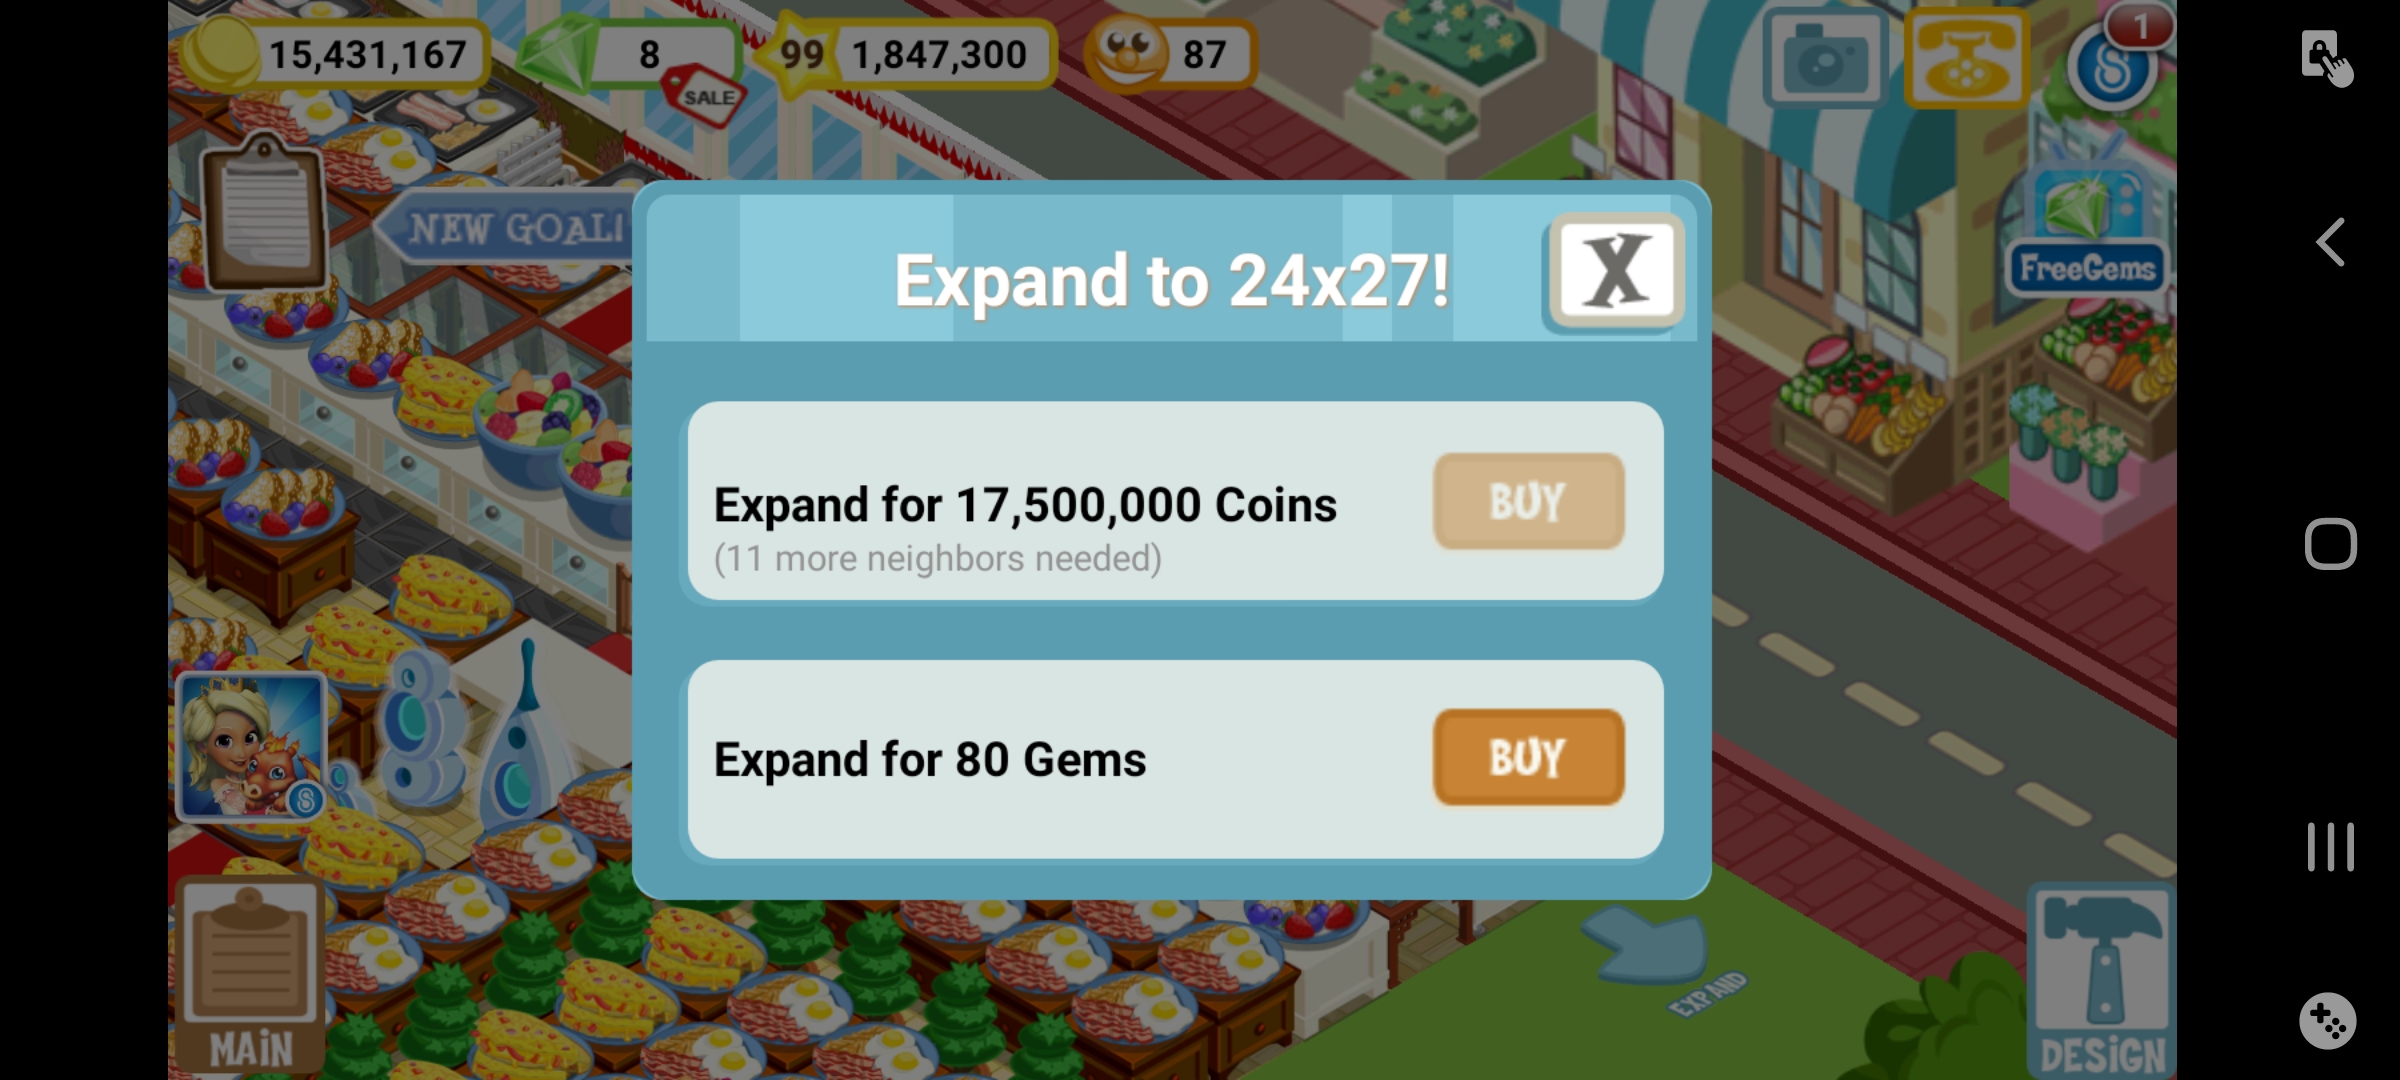 15,431,167
8
SALE
99
1,847,300
87
1
NEW GOAL!
FreeGems
Expand to 24x27!
X
Expand for 17,500,000 Coins
(11 more neighbors needed)
BUY
Expand for 80 Gems
BUY
EXPAND
MAIN
DESIGN